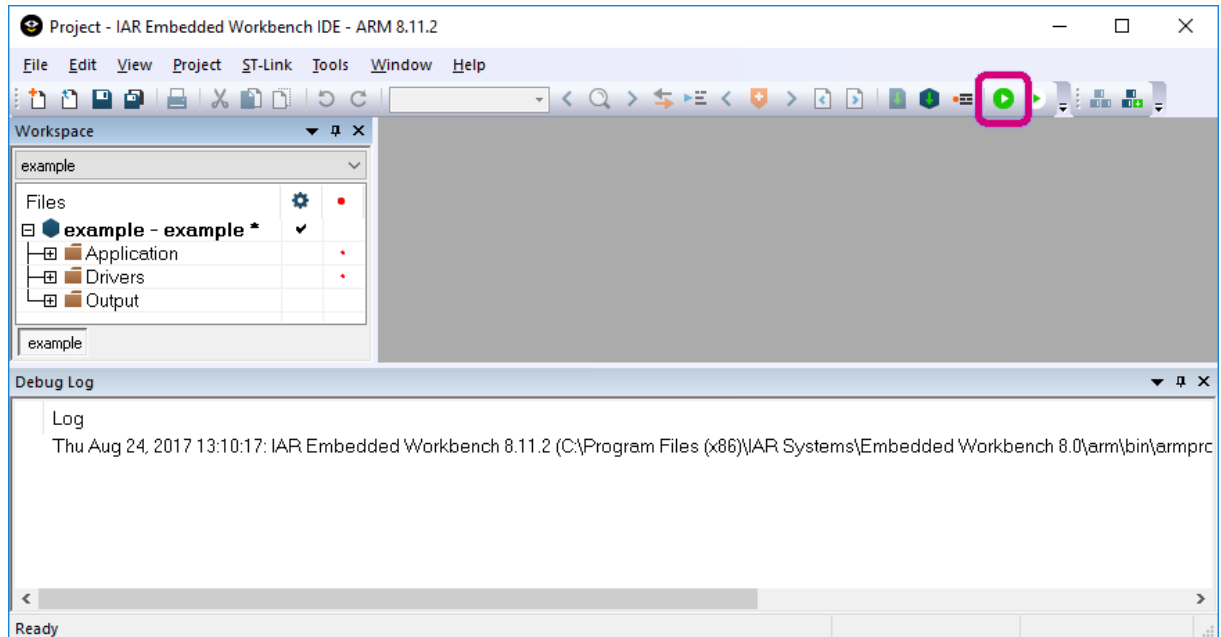 Project - IAR Embedded Workbench IDE - ARM 8.11.2
File Edit View Project ST-Link Tools Window Help
Workspace
example
Files
example - example *
Application
Drivers
Output
example
Debug Log
Log
Thu Aug 24, 2017 13:10:17: IAR Embedded Workbench 8.11.2 (C:\Program Files (x86)\IAR Systems\Embedded Workbench 8.0\arm\bin\armpro
Ready